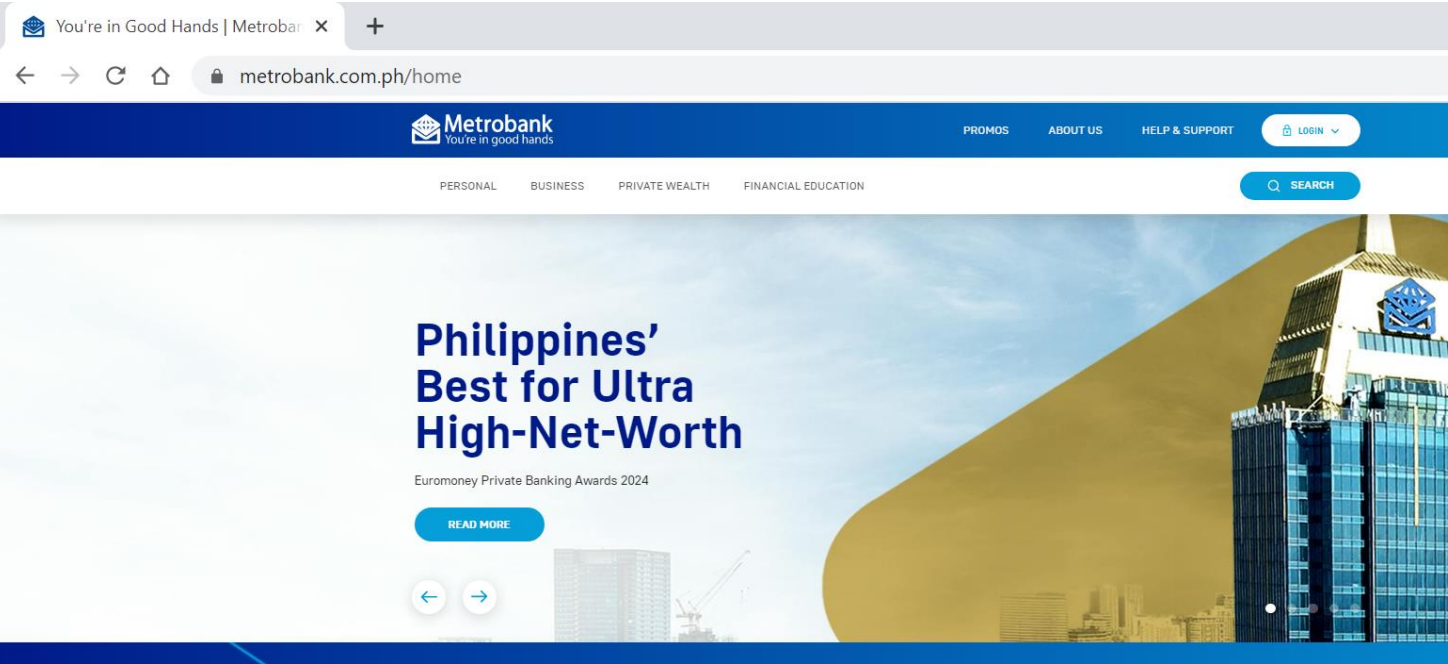 You're in Good Hands | Metroban
metrobank.com.ph/home
Metrobank
You're in good hands
PROMOS ABOUT US HELP & SUPPORT LOGIN
PERSONAL BUSINESS PRIVATE WEALTH FINANCIAL EDUCATION SEARCH
Philippines'
Best for Ultra
High-Net-Worth
Euromoney Private Banking Awards 2024
READ MORE